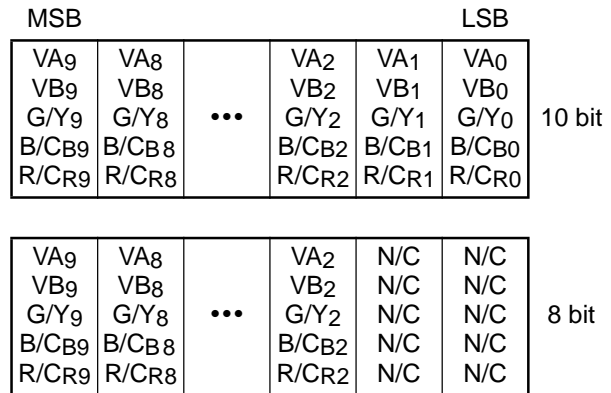 MSB LSB
VA9 VA8 VA2 VA1 VA0
VB9 VB8 VB2 VB1 VB0
G/Y9 G/Y8 ••• G/Y2 G/Y1 G/Y0 10 bit
B/CB9 B/CB8 B/CB2 B/CB1 B/CB0
R/CR9 R/CR8 R/CR2 R/CR1 R/CR0
VA9 VA8 VA2 N/C N/C
VB9 VB8 VB2 N/C N/C
G/Y9 G/Y8 ••• G/Y2 N/C N/C 8 bit
B/CB9 B/CB8 B/CB2 N/C N/C
R/CR9 R/CR8 R/CR2 N/C N/C